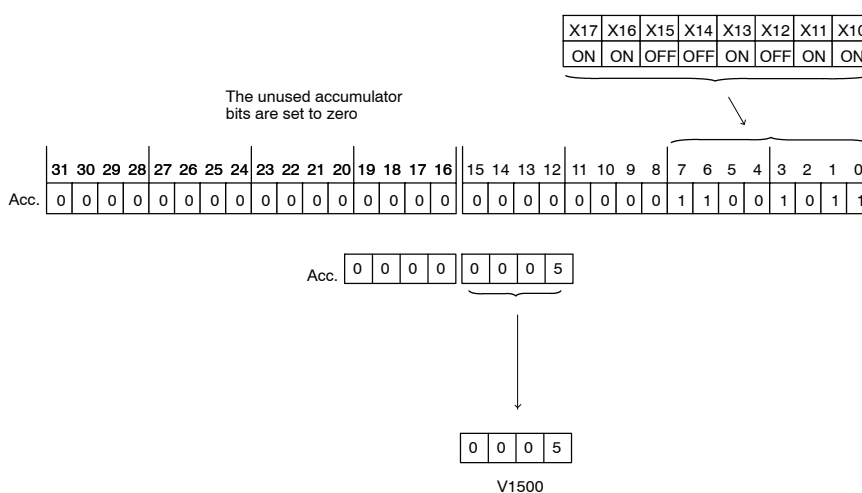 X17 X16 X15 X14 X13 X12 X11 X10
ON ON OFF OFF ON OFF ON ON
The unused accumulator
bits are set to zero
31 30 29 28 27 26 25 24 23 22 21 20 19 18 17 16 15 14 13 12 11 10 9 8 7 6 5 4 3 2 1 0
Acc. 0 0 0 0 0 0 0 0 0 0 0 0 0 0 0 0 0 0 0 0 0 0 0 0 1 1 0 0 1 0 1 1
Acc. 0 0 0 0 0 0 0 5
0 0 0 5
V1500